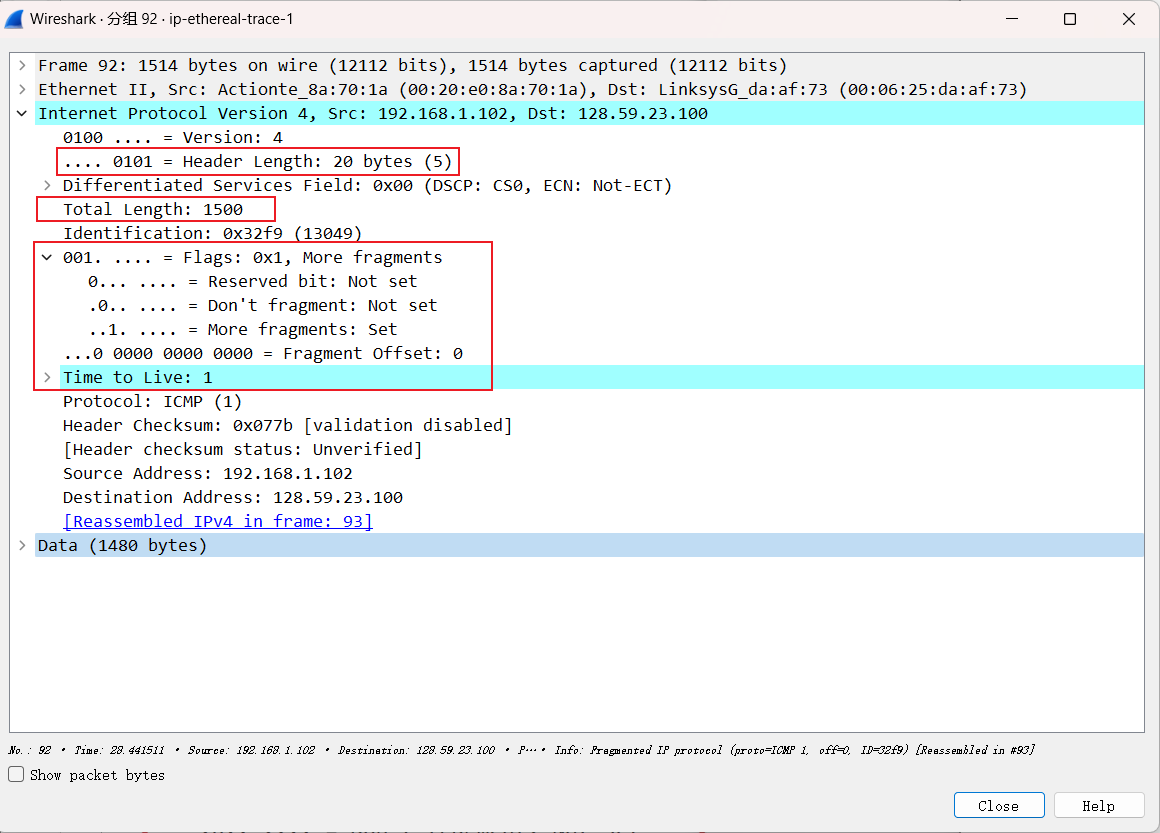 Wireshark · 分组 92 · ip-ethereal-trace-1
Frame 92: 1514 bytes on wire (12112 bits), 1514 bytes captured (12112 bits)
Ethernet II, Src: Actionte_8a:70:1a (00:20:e0:8a:70:1a), Dst: LinksysG_da:af:73 (00:06:25:da:af:73)
Internet Protocol Version 4, Src: 192.168.1.102, Dst: 128.59.23.100
0100 .... = Version: 4
.... 0101 = Header Length: 20 bytes (5)
Differentiated Services Field: 0x00 (DSCP: CS0, ECN: Not-ECT)
Total Length: 1500
Identification: 0x32f9 (13049)
001. .... = Flags: 0x1, More fragments
0... .... = Reserved bit: Not set
.0.. .... = Don't fragment: Not set
..1. .... = More fragments: Set
...0 0000 0000 0000 = Fragment Offset: 0
Time to Live: 1
Protocol: ICMP (1)
Header Checksum: 0x077b [validation disabled]
[Header checksum status: Unverified]
Source Address: 192.168.1.102
Destination Address: 128.59.23.100
[Reassembled IPv4 in frame: 93]
Data (1480 bytes)
No.: 92 · Time: 28.441511 · Source: 192.168.1.102 · Destination: 128.59.23.100 · P… · Info: Fragmented IP protocol (proto=ICMP 1, off=0, ID=32f9) [Reassembled in #93]
Show packet bytes
Close
Help